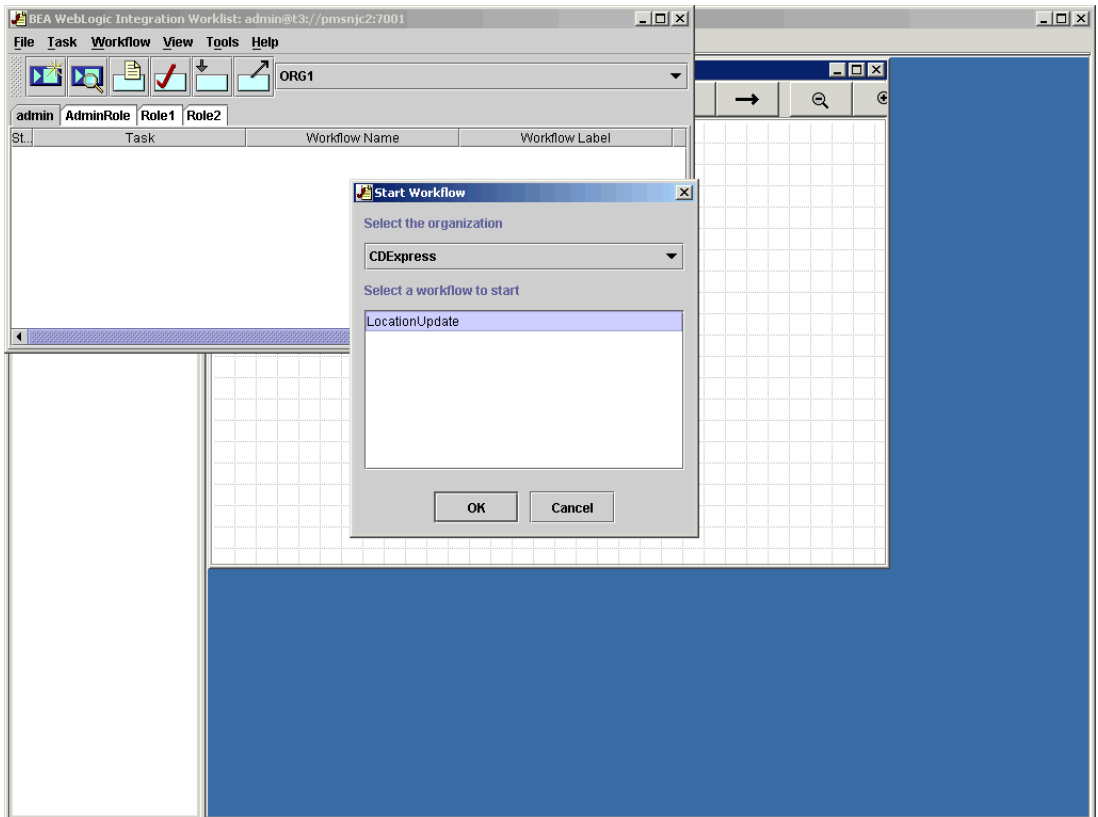 BEA WebLogic Integration Worklist: admin@t3://pmsnjc2:7001
File Task Workflow View Tools Help
ORG1
admin AdminRole Role1 Role2
St... Task Workflow Name Workflow Label
Start Workflow
Select the organization
CDExpress
Select a workflow to start
LocationUpdate
OK Cancel